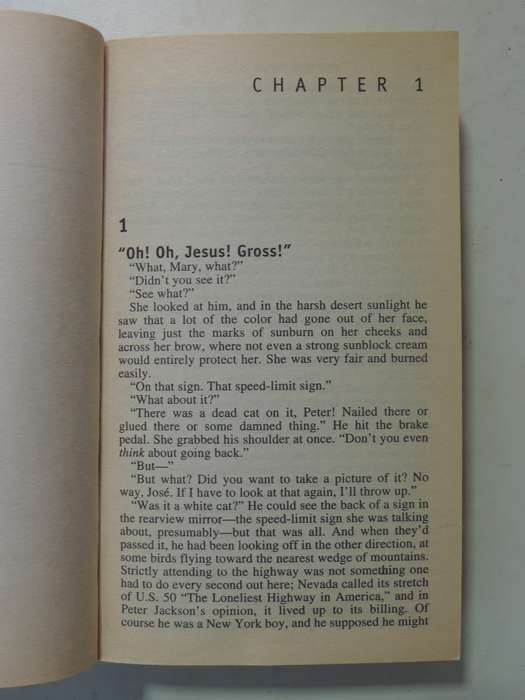 CHAPTER 1
1
“Oh! Oh, Jesus! Gross!”
“What, Mary, what?”
“Didn’t you see it?”
“See what?”
She looked at him, and in the harsh desert sunlight he
saw that a lot of the color had gone out of her face,
leaving just the marks of sunburn on her cheeks and
across her brow, where not even a strong sunblock cream
would entirely protect her. She was very fair and burned
easily.
“On that sign. That speed-limit sign.”
“What about it?”
“There was a dead cat on it, Peter! Nailed there or
glued there or some damned thing.” He hit the brake
pedal. She grabbed his shoulder at once. “Don’t you even
think about going back.”
“But—”
“But what? Did you want to take a picture of it? No
way, José. If I have to look at that again, I’ll throw up.”
“Was it a white cat?” He could see the back of a sign in
the rearview mirror—the speed-limit sign she was talking
about, presumably—but that was all. And when they’d
passed it, he had been looking off in the other direction, at
some birds flying toward the nearest wedge of mountains.
Strictly attending to the highway was not something one
had to do every second out here; Nevada called its stretch
of U.S. 50 “The Loneliest Highway in America,” and in
Peter Jackson’s opinion, it lived up to its billing. Of
course he was a New York boy, and he supposed he might